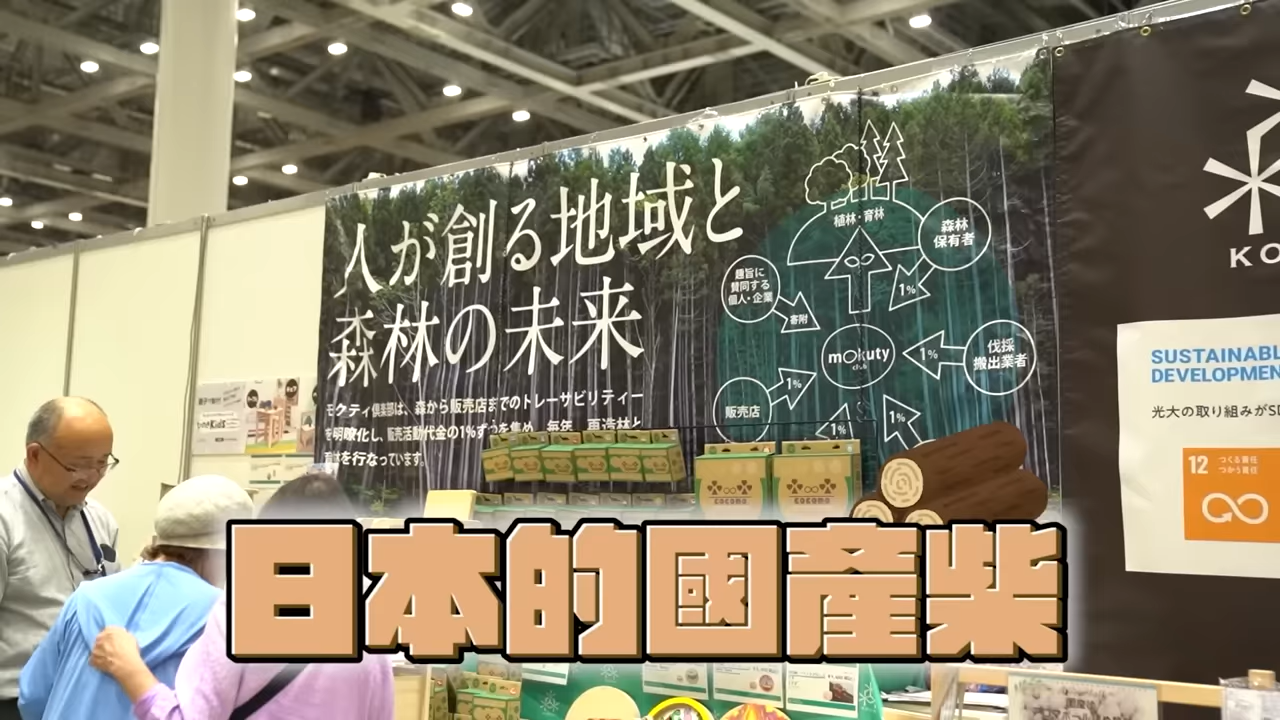 人が創る地域と
森林の未来
モクティ倶楽部は、森から販売店までのトレーサビリティー
を明瞭化し、販売活動代金の1%ずつを集め、毎年、再造林と
を行なっています。
植林・育林
森林
保有者
1%
趣旨に
賛同する
個人・企業
寄附
mokuty
club
1%
伐採
搬出業者
販売店
1%
1%
1%
KO
SUSTAINABL
DEVELOPMEN
光大の取り組みがSD
12 つくる責任
つかう責任
cocomo
cocomo
日本的國產柴